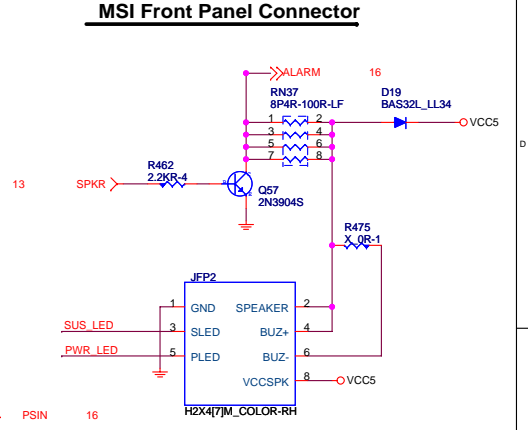 MSI Front Panel Connector
ALARM 16
RN37
8P4R-100R-LF
D19
BAS32L_LL34
1 2
VCC5
3 4
5 6
7 8
D
R462
2.2KR-4
13 SPKR
Q57
2N3904S
R475
X_0R-1
JFP2
1 GND SPEAKER 2
SUS_LED 3 SLED BUZ+ 4
PWR_LED 5 PLED BUZ- 6
VCCSPK 8 VCC5
H2X4[7]M_COLOR-RH
PSIN 16